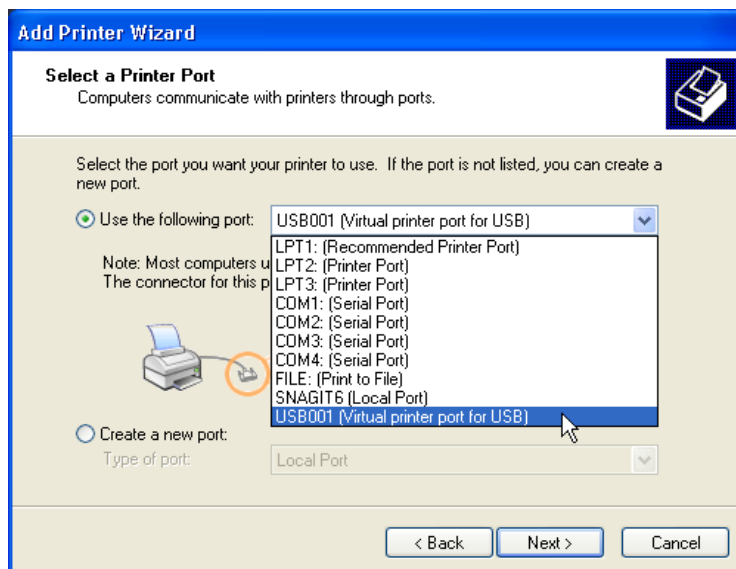 Add Printer Wizard
Select a Printer Port
Computers communicate with printers through ports.
Select the port you want your printer to use. If the port is not listed, you can create a
new port.
Use the following port:
USB001 (Virtual printer port for USB)
LPT1: (Recommended Printer Port)
LPT2: (Printer Port)
LPT3: (Printer Port)
COM1: (Serial Port)
COM2: (Serial Port)
COM3: (Serial Port)
COM4: (Serial Port)
FILE: (Print to File)
SNAGIT6 (Local Port)
USB001 (Virtual printer port for USB)
Note: Most computers u
The connector for this p
Create a new port:
Type of port:
Local Port
< Back
Next >
Cancel